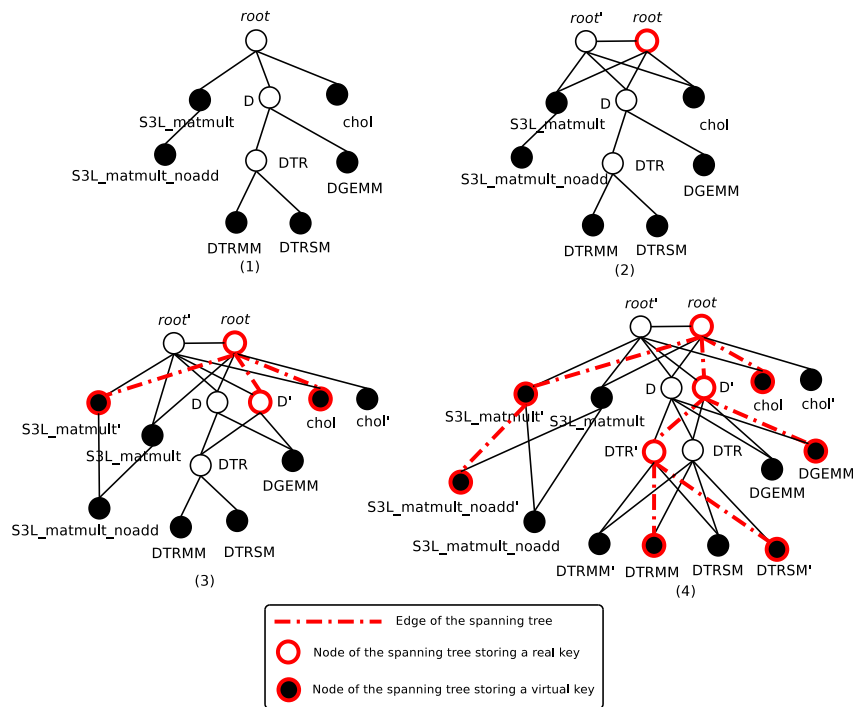 root
D
S3L_matmult
chol
DTR
S3L_matmult_noadd
DGEMM
DTRMM
DTRSM
(1)
root'
root
D
S3L_matmult
chol
DTR
S3L_matmult_noadd
DGEMM
DTRMM
DTRSM
(2)
root'
root
D
D'
S3L_matmult'
chol
chol'
S3L_matmult
DTR
DGEMM
S3L_matmult_noadd
DTRMM
DTRSM
(3)
root'
root
D
D'
S3L_matmult'
chol
chol'
S3L_matmult
DTR'
DTR
DGEMM
DGEMM
S3L_matmult_noadd'
S3L_matmult_noadd
DTRMM'
DTRMM
DTRSM
DTRSM'
(4)
Edge of the spanning tree
Node of the spanning tree storing a real key
Node of the spanning tree storing a virtual key